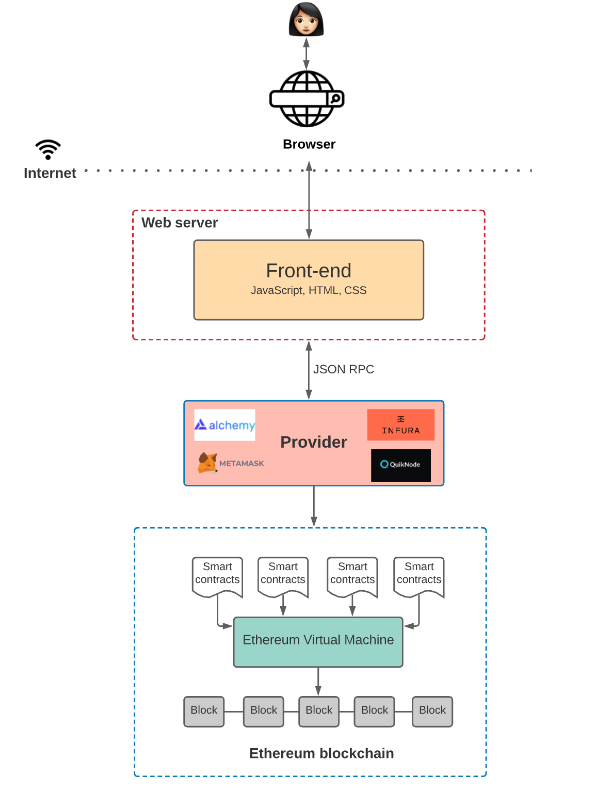 Browser
Internet
Web server
Front-end
JavaScript, HTML, CSS
JSON RPC
alchemy
INFURA
Provider
METAMASK
QuikNode
Smart
contracts
Smart
contracts
Smart
contracts
Smart
contracts
Ethereum Virtual Machine
Block
Block
Block
Block
Block
Ethereum blockchain